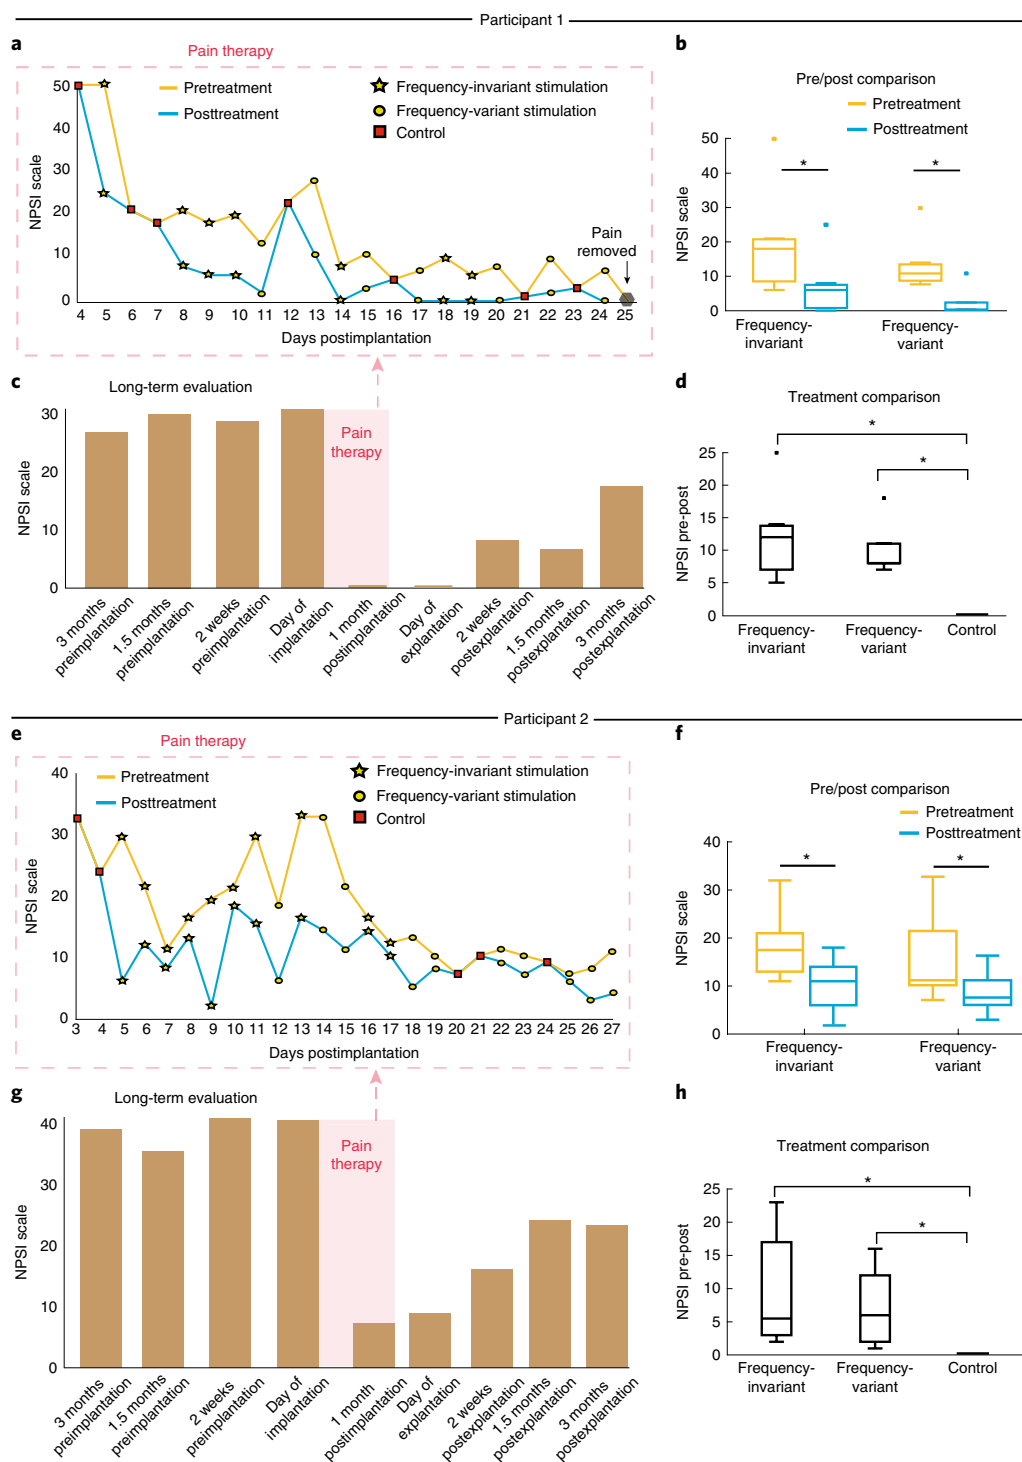 Participant 1
a
Pain therapy
Pretreatment
Posttreatment
Frequency-invariant stimulation
Frequency-variant stimulation
Control
NPSI scale
50
40
30
20
10
0
Pain
removed
4 5 6 7 8 9 10 11 12 13 14 15 16 17 18 19 20 21 22 23 24 25
Days postimplantation
b
Pre/post comparison
Pretreatment
Posttreatment
NPSI scale
50
40
30
20
10
0
*
*
Frequency-
invariant
Frequency-
variant
c
Long-term evaluation
NPSI scale
30
20
10
0
Pain
therapy
3 months
preimplantation
1.5 months
preimplantation
2 weeks
preimplantation
Day of
implantation
1 month
postimplantation
Day of
explantation
2 weeks
postexplantation
1.5 months
postexplantation
3 months
postexplantation
d
Treatment comparison
NPSI pre-post
25
20
15
10
5
0
*
*
Frequency-
invariant
Frequency-
variant
Control
Participant 2
e
Pain therapy
Pretreatment
Posttreatment
Frequency-invariant stimulation
Frequency-variant stimulation
Control
NPSI scale
40
30
20
10
0
3 4 5 6 7 8 9 10 11 12 13 14 15 16 17 18 19 20 21 22 23 24 25 26 27
Days postimplantation
f
Pre/post comparison
Pretreatment
Posttreatment
NPSI scale
40
30
20
10
0
*
*
Frequency-
invariant
Frequency-
variant
g
Long-term evaluation
NPSI scale
40
30
20
10
0
Pain
therapy
3 months
preimplantation
1.5 months
preimplantation
2 weeks
preimplantation
Day of
implantation
1 month
postimplantation
Day of
explantation
2 weeks
postexplantation
1.5 months
postexplantation
3 months
postexplantation
h
Treatment comparison
NPSI pre-post
25
20
15
10
5
0
*
*
Frequency-
invariant
Frequency-
variant
Control